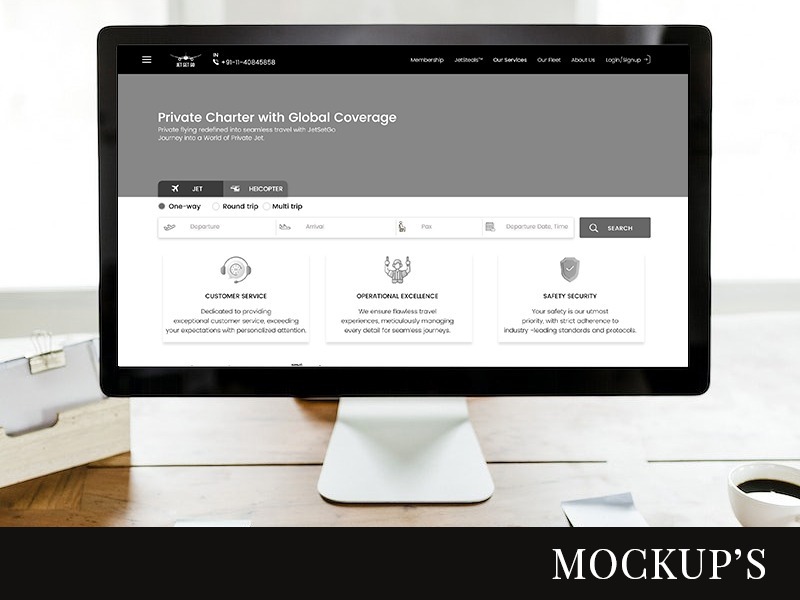 IN
JET SET GO
+91-11-40845858
Membership JetSteals™ Our Services Our Fleet About Us Login/Signup
Private Charter with Global Coverage
Private flying redefined into seamless travel with JetSetGo
Journey into a World of Private Jet.
JET HElCOPTER
One-way Round trip Multi trip
Departure Arrival Pax Departure Date, Time SEARCH
CUSTOMER SERVICE
Dedicated to providing
exceptional customer service, exceeding
your expectations with personalized attention.
OPERATIONAL EXCELLENCE
We ensure flawless travel
experiences, meticulously managing
every detail for seamless journeys.
SAFETY SECURITY
Your safety is our utmost
priority, with strict adherence to
industry -leading standards and protocols.
MOCKUP’S